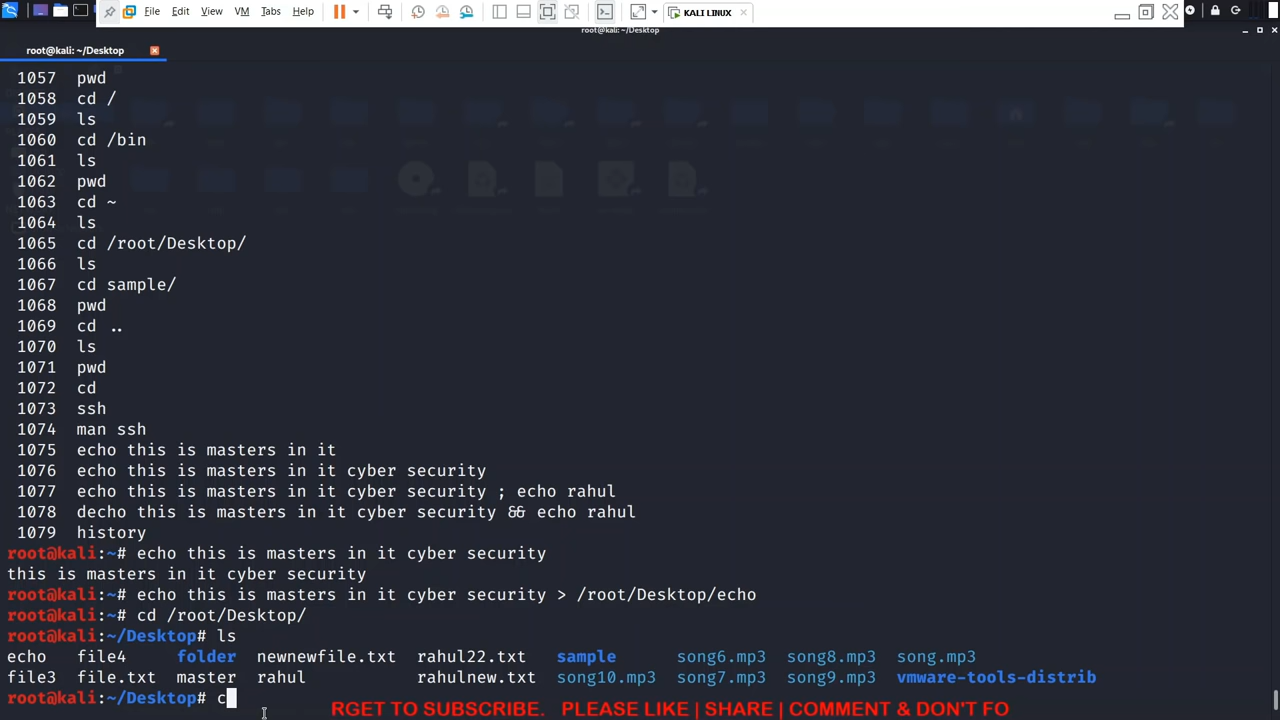 File Edit View VM Tabs Help KALI LINUX
root@kali: ~/Desktop
root@kali: ~/Desktop
1057 pwd
1058 cd /
1059 ls
1060 cd /bin
1061 ls
1062 pwd
1063 cd ~
1064 ls
1065 cd /root/Desktop/
1066 ls
1067 cd sample/
1068 pwd
1069 cd ..
1070 ls
1071 pwd
1072 cd
1073 ssh
1074 man ssh
1075 echo this is masters in it
1076 echo this is masters in it cyber security
1077 echo this is masters in it cyber security ; echo rahul
1078 decho this is masters in it cyber security && echo rahul
1079 history
root@kali:~# echo this is masters in it cyber security
this is masters in it cyber security
root@kali:~# echo this is masters in it cyber security > /root/Desktop/echo
root@kali:~# cd /root/Desktop/
root@kali:~/Desktop# ls
echo file4 folder newnewfile.txt rahul22.txt sample song6.mp3 song8.mp3 song.mp3
file3 file.txt master rahul rahulnew.txt song10.mp3 song7.mp3 song9.mp3 vmware-tools-distrib
root@kali:~/Desktop# c
RGET TO SUBSCRIBE. PLEASE LIKE | SHARE | COMMENT & DON'T FO